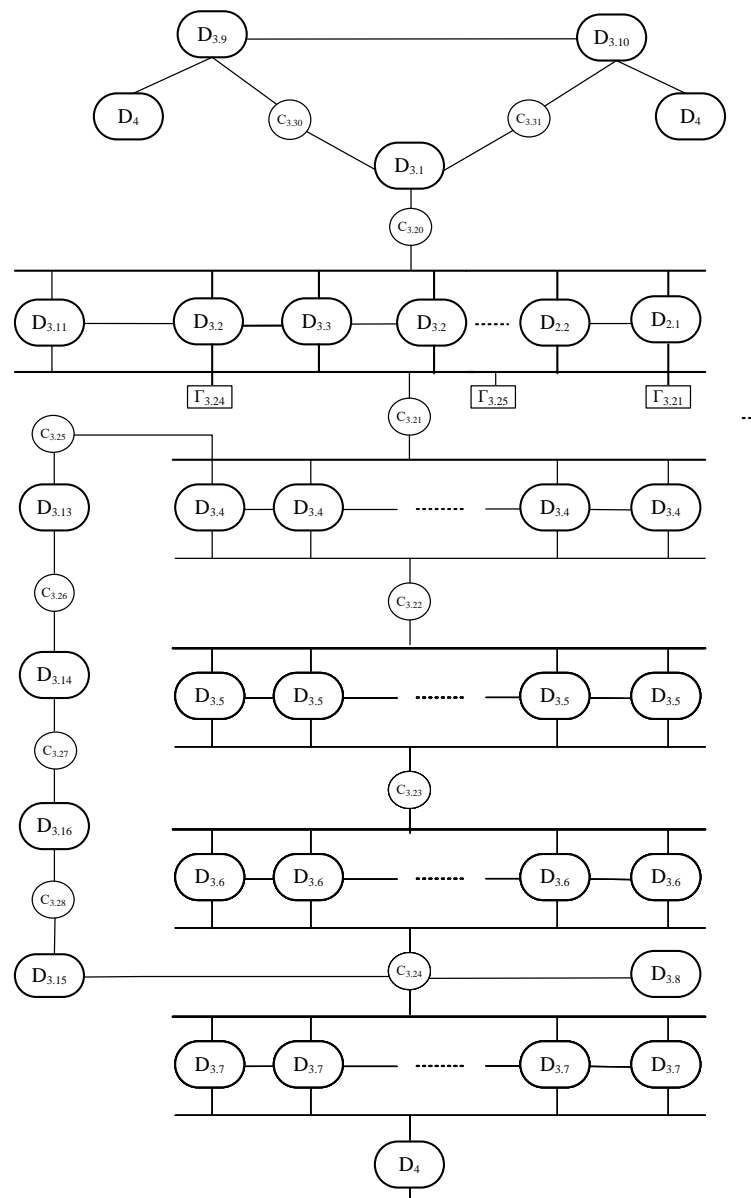 D3.9
D3.10
D4
C3.30
C3.31
D4
D3.1
C3.20
D3.11
D3.2
D3.3
D3.2
D2.2
D2.1
Γ3.24
Γ3.25
Γ3.21
C3.25
C3.21
D3.13
D3.4
D3.4
D3.4
D3.4
C3.26
C3.22
D3.14
D3.5
D3.5
D3.5
D3.5
C3.27
C3.23
D3.16
D3.6
D3.6
D3.6
D3.6
C3.28
D3.15
C3.24
D3.8
D3.7
D3.7
D3.7
D3.7
D4